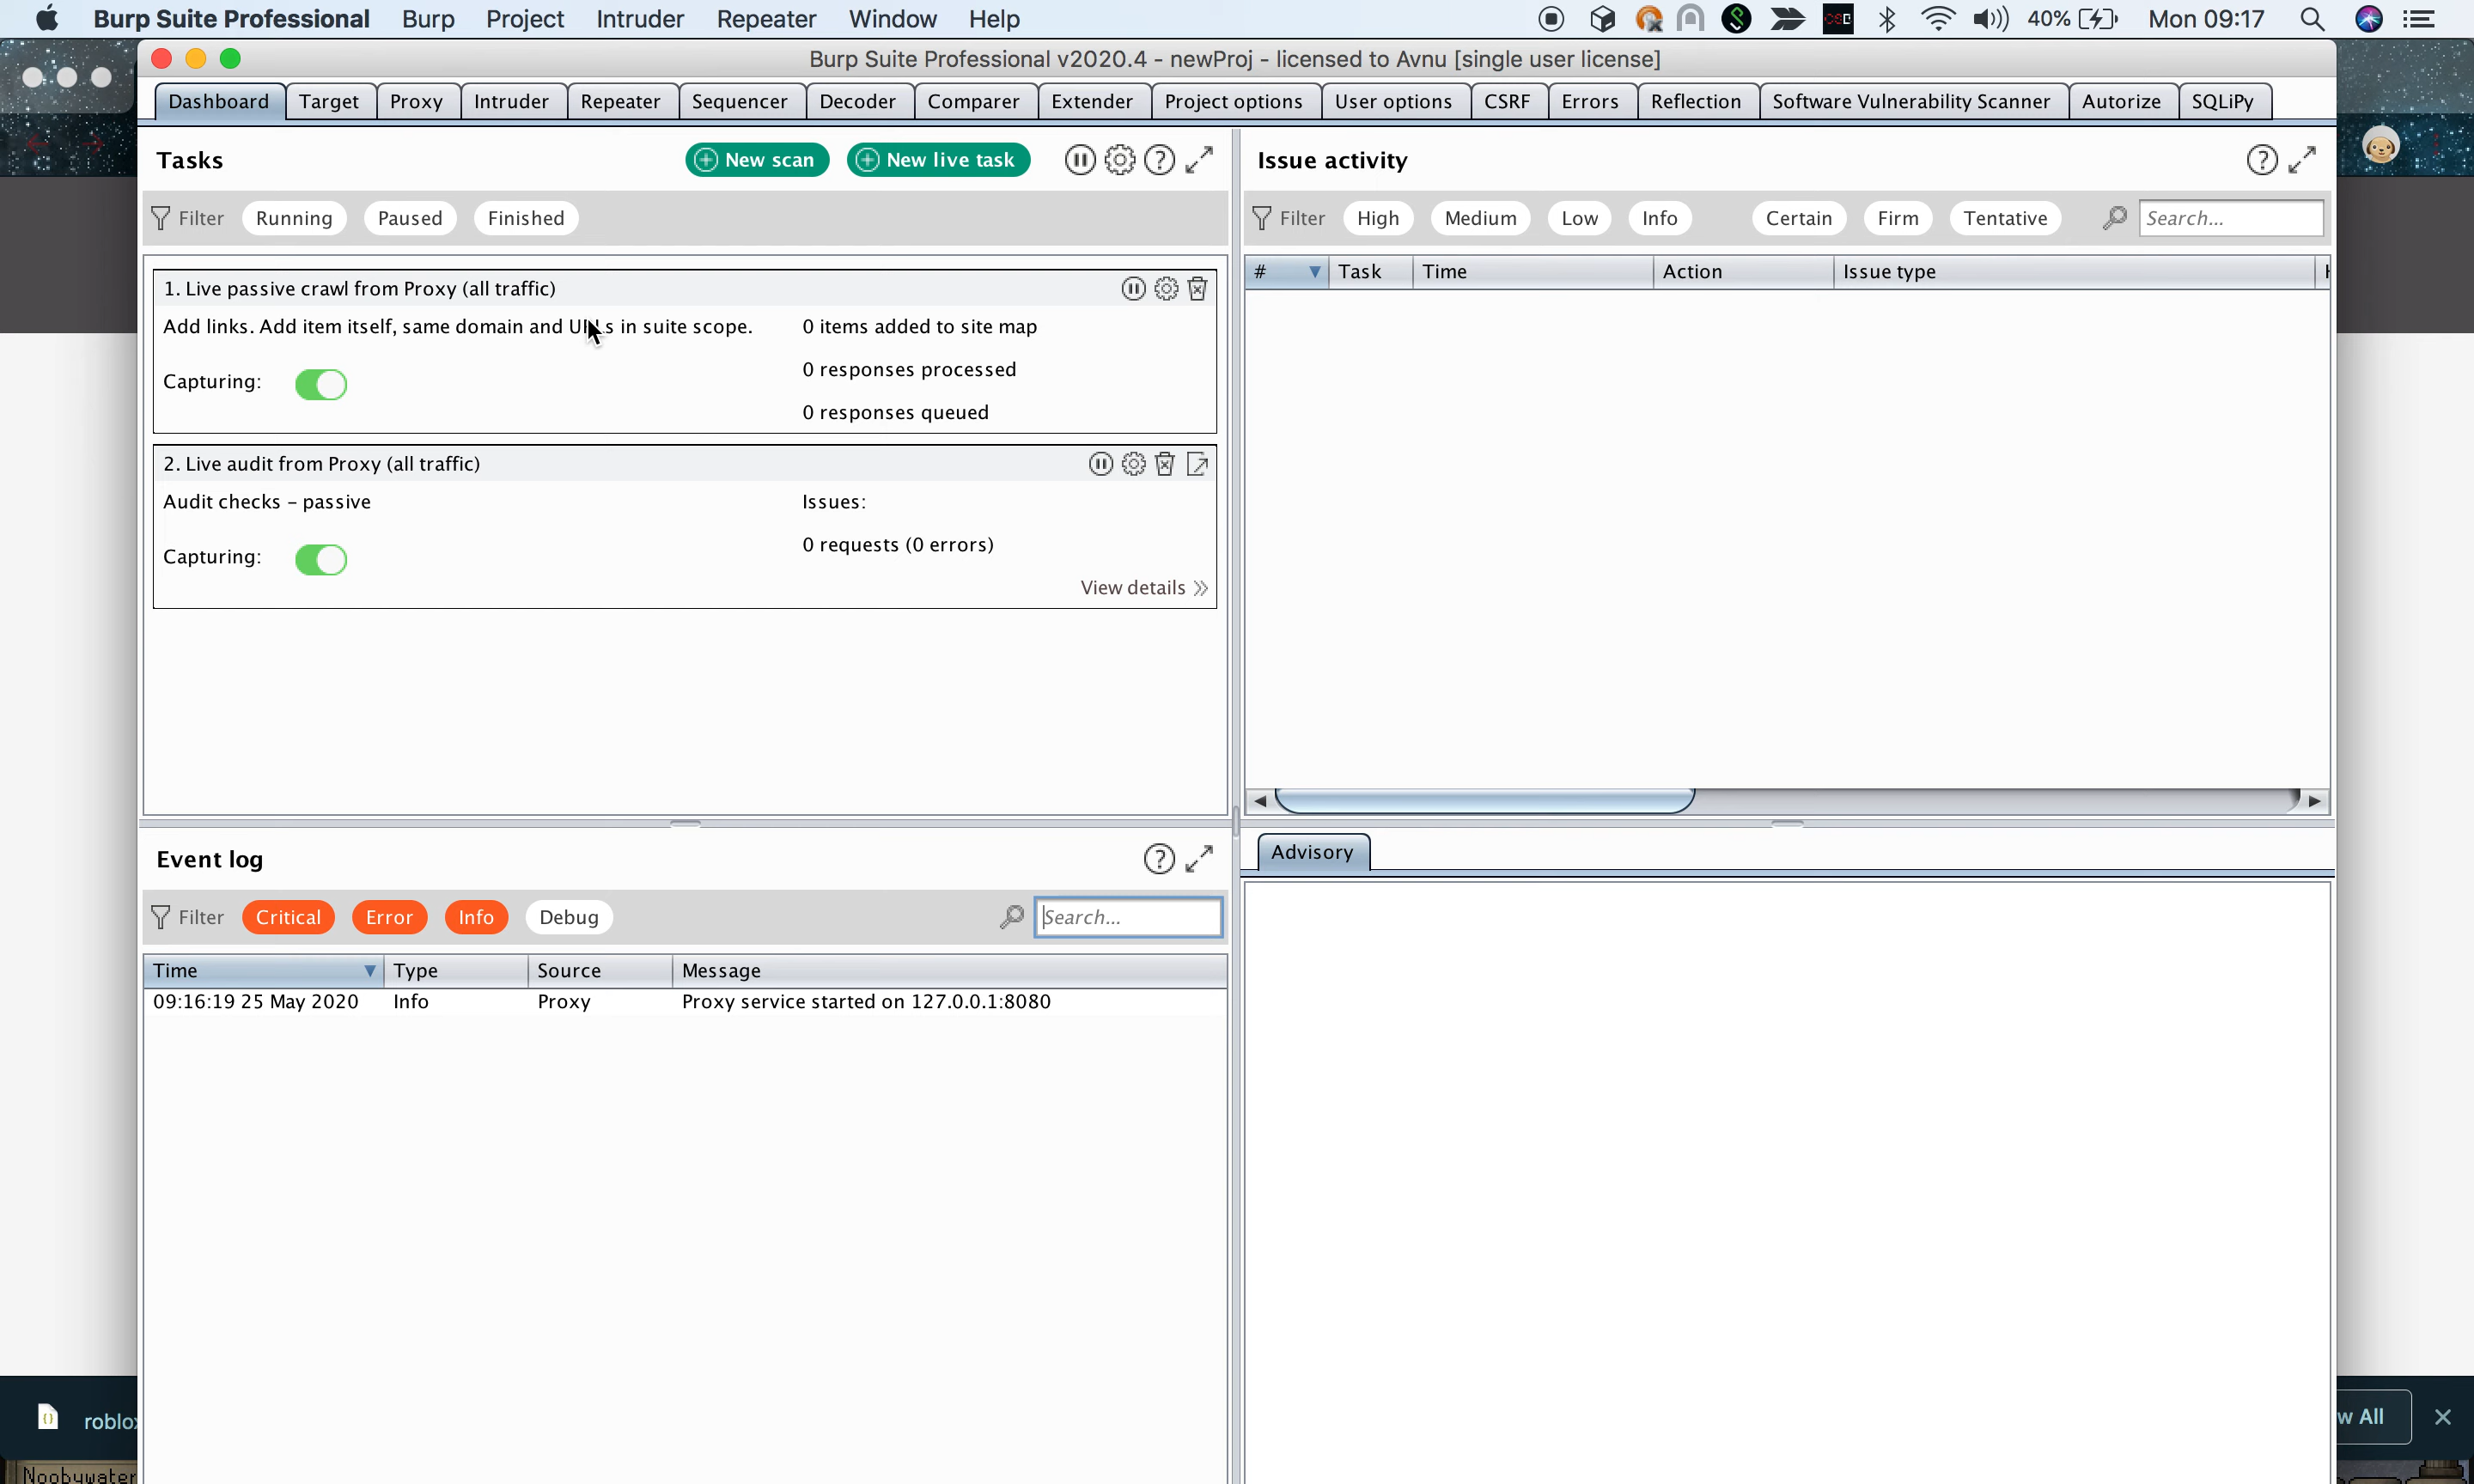 Burp Suite Professional Burp Project Intruder Repeater Window Help 40% Mon 09:17
Burp Suite Professional v2020.4 - newProj - licensed to Avnu [single user license]
Dashboard Target Proxy Intruder Repeater Sequencer Decoder Comparer Extender Project options User options CSRF Errors Reflection Software Vulnerability Scanner Autorize SQLiPy
Tasks New scan New live task
Filter Running Paused Finished
1. Live passive crawl from Proxy (all traffic)
Add links. Add item itself, same domain and URLs in suite scope. 0 items added to site map
0 responses processed
Capturing:
0 responses queued
2. Live audit from Proxy (all traffic)
Audit checks – passive Issues:
0 requests (0 errors)
Capturing:
View details
Issue activity
Filter High Medium Low Info Certain Firm Tentative Search...
# Task Time Action Issue type
Event log
Filter Critical Error Info Debug Search...
Time Type Source Message
09:16:19 25 May 2020 Info Proxy Proxy service started on 127.0.0.1:8080
Advisory
roblo
w All
Noobywater